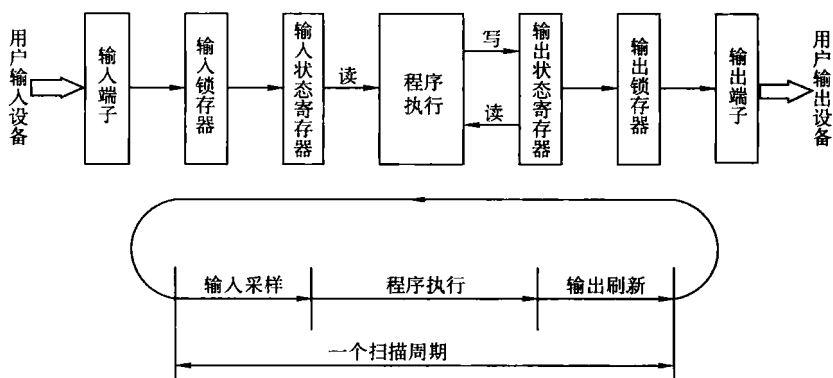 用户输入设备
输入端子
输入锁存器
输入状态寄存器
读
程序
执行
写
读
输出状态寄存器
输出锁存器
输出端子
用户输出设备
输入采样
程序执行
输出刷新
一个扫描周期